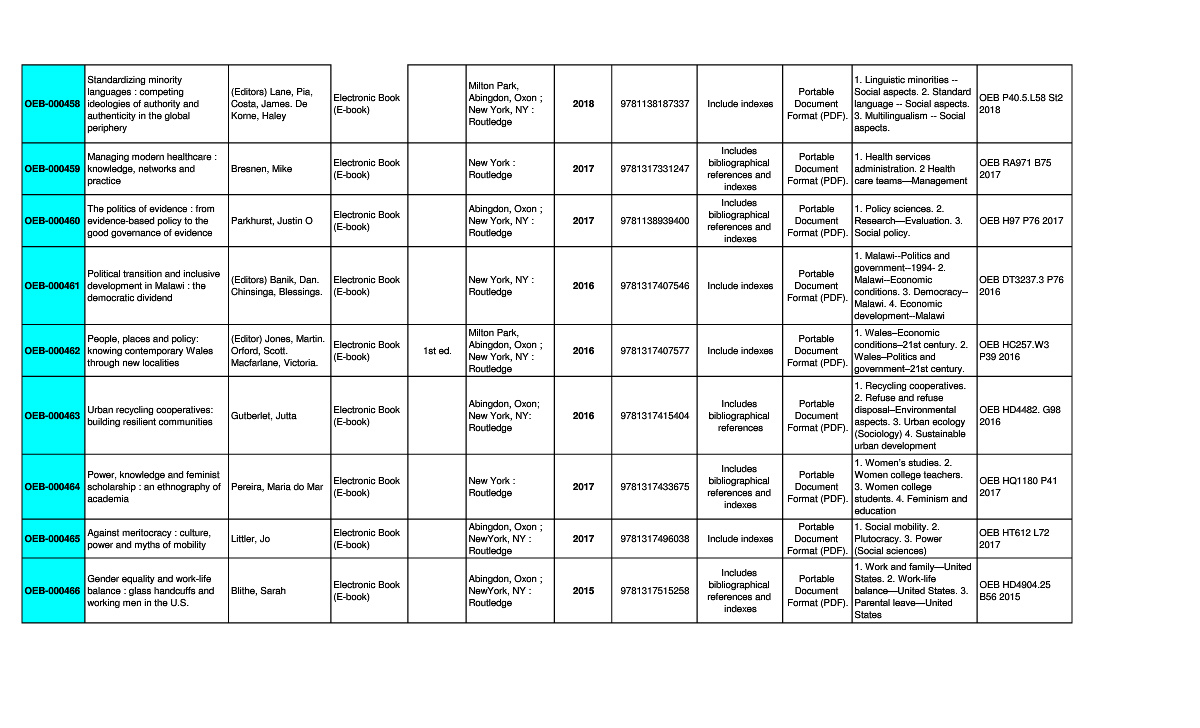 OEB-000458
Standardizing minority
languages : competing
ideologies of authority and
authenticity in the global
periphery
(Editors) Lane, Pia,
Costa, James. De
Korne, Haley
Electronic Book
(E-book)
Milton Park,
Abingdon, Oxon ;
New York, NY :
Routledge
2018
9781138187337
Include indexes
Portable
Document
Format (PDF).
1. Linguistic minorities --
Social aspects. 2. Standard
language -- Social aspects.
3. Multilingualism -- Social
aspects.
OEB P40.5.L58 St2
2018
OEB-000459
Managing modern healthcare :
knowledge, networks and
practice
Bresnen, Mike
Electronic Book
(E-book)
New York :
Routledge
2017
9781317331247
Includes
bibliographical
references and
indexes
Portable
Document
Format (PDF).
1. Health services
administration. 2 Health
care teams—Management
OEB RA971 B75
2017
OEB-000460
The politics of evidence : from
evidence-based policy to the
good governance of evidence
Parkhurst, Justin O
Electronic Book
(E-book)
Abingdon, Oxon ;
New York, NY :
Routledge
2017
9781138939400
Includes
bibliographical
references and
indexes
Portable
Document
Format (PDF).
1. Policy sciences. 2.
Research—Evaluation. 3.
Social policy.
OEB H97 P76 2017
OEB-000461
Political transition and inclusive
development in Malawi : the
democratic dividend
(Editors) Banik, Dan.
Chinsinga, Blessings.
Electronic Book
(E-book)
New York, NY :
Routledge
2016
9781317407546
Include indexes
Portable
Document
Format (PDF).
1. Malawi--Politics and
government--1994- 2.
Malawi--Economic
conditions. 3. Democracy--
Malawi. 4. Economic
development--Malawi
OEB DT3237.3 P76
2016
OEB-000462
People, places and policy:
knowing contemporary Wales
through new localities
(Editor) Jones, Martin.
Orford, Scott.
Macfarlane, Victoria.
Electronic Book
(E-book)
1st ed.
Milton Park,
Abingdon, Oxon ;
New York, NY :
Routledge
2016
9781317407577
Include indexes
Portable
Document
Format (PDF).
1. Wales–Economic
conditions–21st century. 2.
Wales–Politics and
government–21st century.
OEB HC257.W3
P39 2016
OEB-000463
Urban recycling cooperatives:
building resilient communities
Gutberlet, Jutta
Electronic Book
(E-book)
Abingdon, Oxon;
New York, NY:
Routledge
2016
9781317415404
Includes
bibliographical
references
Portable
Document
Format (PDF).
1. Recycling cooperatives.
2. Refuse and refuse
disposal–Environmental
aspects. 3. Urban ecology
(Sociology) 4. Sustainable
urban development
OEB HD4482. G98
2016
OEB-000464
Power, knowledge and feminist
scholarship : an ethnography of
academia
Pereira, Maria do Mar
Electronic Book
(E-book)
New York :
Routledge
2017
9781317433675
Includes
bibliographical
references and
indexes
Portable
Document
Format (PDF).
1. Women's studies. 2.
Women college teachers.
3. Women college
students. 4. Feminism and
education
OEB HQ1180 P41
2017
OEB-000465
Against meritocracy : culture,
power and myths of mobility
Littler, Jo
Electronic Book
(E-book)
Abingdon, Oxon ;
NewYork, NY :
Routledge
2017
9781317496038
Include indexes
Portable
Document
Format (PDF).
1. Social mobility. 2.
Plutocracy. 3. Power
(Social sciences)
OEB HT612 L72
2017
OEB-000466
Gender equality and work-life
balance : glass handcuffs and
working men in the U.S.
Blithe, Sarah
Electronic Book
(E-book)
Abingdon, Oxon ;
NewYork, NY :
Routledge
2015
9781317515258
Includes
bibliographical
references and
indexes
Portable
Document
Format (PDF).
1. Work and family—United
States. 2. Work-life
balance—United States. 3.
Parental leave—United
States
OEB HD4904.25
B56 2015